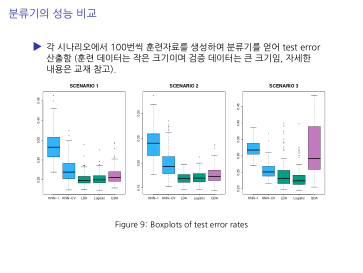 분류기의 성능 비교
▶ 각 시나리오에서 100번씩 훈련자료를 생성하여 분류기를 얻어 test error
산출함 (훈련 데이터는 작은 크기이며 검증 데이터는 큰 크기임, 자세한
내용은 교재 참고).
SCENARIO 1 SCENARIO 2 SCENARIO 3
KNN−1 KNN−CV LDA Logistic QDA KNN−1 KNN−CV LDA Logistic QDA KNN−1 KNN−CV LDA Logistic QDA
Figure 9: Boxplots of test error rates